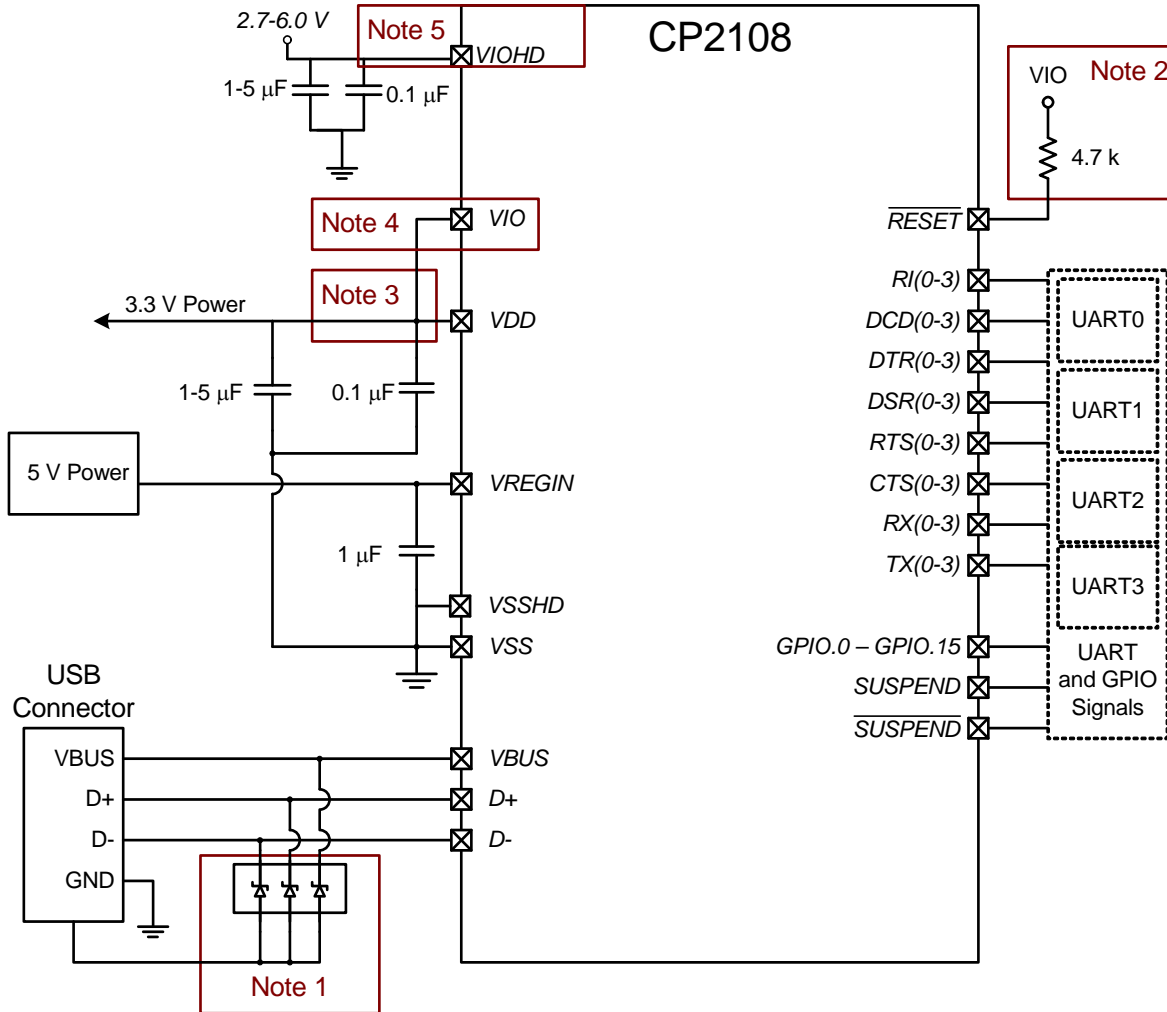 CP2108
2.7-6.0 V
Note 5
VIOHD
1-5 μF
0.1 μF
VIO
Note 2
4.7 k
Note 4
VIO
RESET
3.3 V Power
Note 3
VDD
1-5 μF
0.1 μF
5 V Power
VREGIN
1 μF
VSSHD
VSS
USB
Connector
VBUS
D+
D-
GND
VBUS
D+
D-
Note 1
RI(0-3)
DCD(0-3)
DTR(0-3)
DSR(0-3)
RTS(0-3)
CTS(0-3)
RX(0-3)
TX(0-3)
GPIO.0 – GPIO.15
SUSPEND
SUSPEND
UART0
UART1
UART2
UART3
UART
and GPIO
Signals